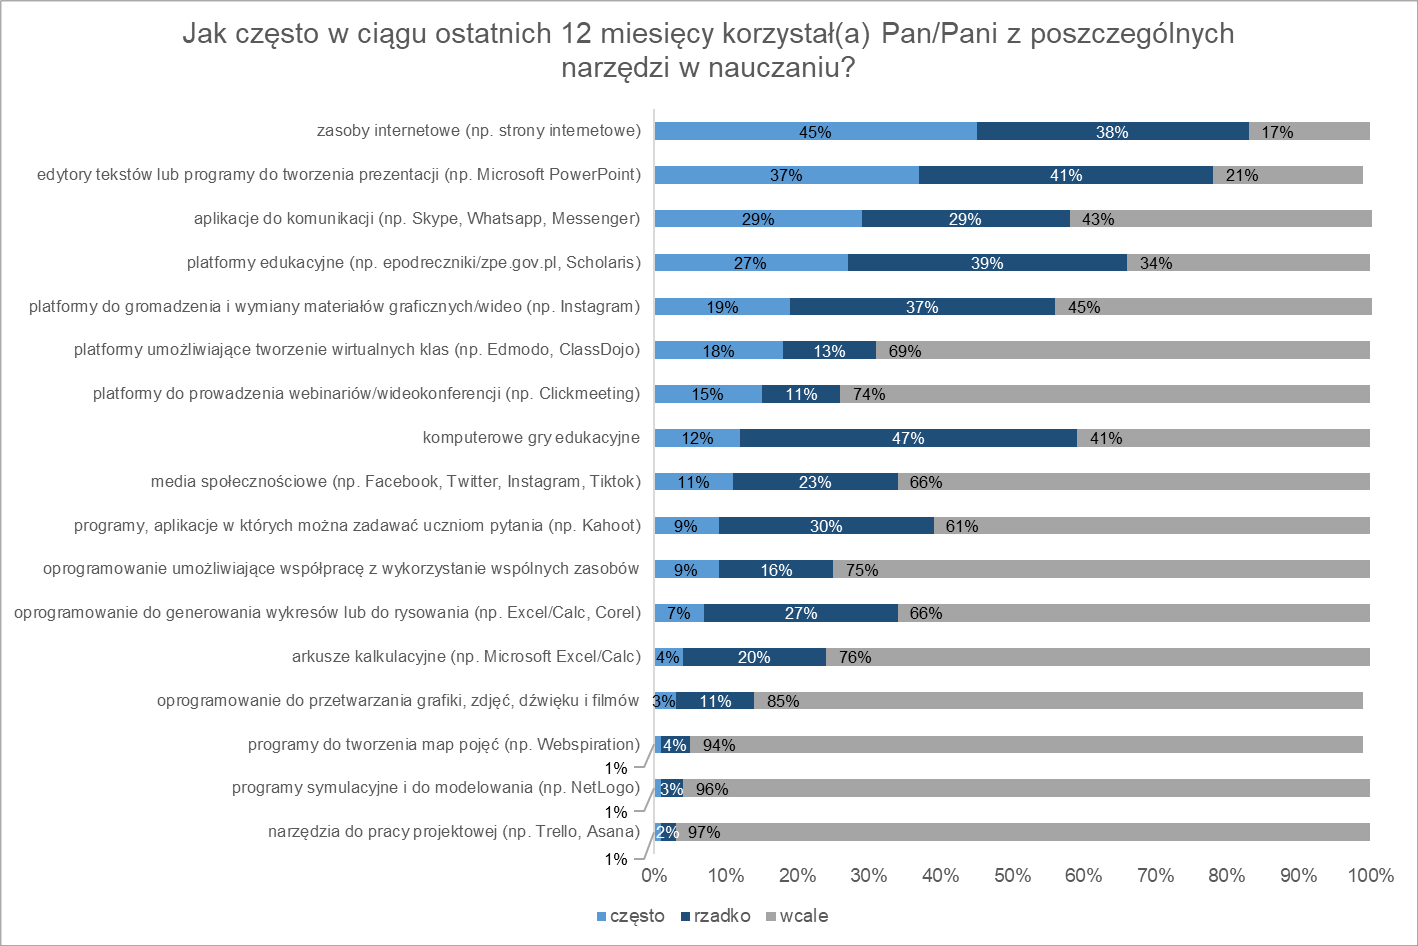 Jak często w ciągu ostatnich 12 miesięcy korzystał(a) Pan/Pani z poszczególnych
narzędzi w nauczaniu?
zasoby internetowe (np. strony internetowe) 45% 38% 17%
edytory tekstów lub programy do tworzenia prezentacji (np. Microsoft PowerPoint) 37% 41% 21%
aplikacje do komunikacji (np. Skype, Whatsapp, Messenger) 29% 29% 43%
platformy edukacyjne (np. epodreczniki/zpe.gov.pl, Scholaris) 27% 39% 34%
platformy do gromadzenia i wymiany materiałów graficznych/wideo (np. Instagram) 19% 37% 45%
platformy umożliwiające tworzenie wirtualnych klas (np. Edmodo, ClassDojo) 18% 13% 69%
platformy do prowadzenia webinariów/wideokonferencji (np. Clickmeeting) 15% 11% 74%
komputerowe gry edukacyjne 12% 47% 41%
media społecznościowe (np. Facebook, Twitter, Instagram, Tiktok) 11% 23% 66%
programy, aplikacje w których można zadawać uczniom pytania (np. Kahoot) 9% 30% 61%
oprogramowanie umożliwiające współpracę z wykorzystanie wspólnych zasobów 9% 16% 75%
oprogramowanie do generowania wykresów lub do rysowania (np. Excel/Calc, Corel) 7% 27% 66%
arkusze kalkulacyjne (np. Microsoft Excel/Calc) 4% 20% 76%
oprogramowanie do przetwarzania grafiki, zdjęć, dźwięku i filmów 3% 11% 85%
programy do tworzenia map pojęć (np. Webspiration) 4% 94%
1%
programy symulacyjne i do modelowania (np. NetLogo) 3% 96%
1%
narzędzia do pracy projektowej (np. Trello, Asana) 2% 97%
1%
0% 10% 20% 30% 40% 50% 60% 70% 80% 90% 100%
często rzadko wcale